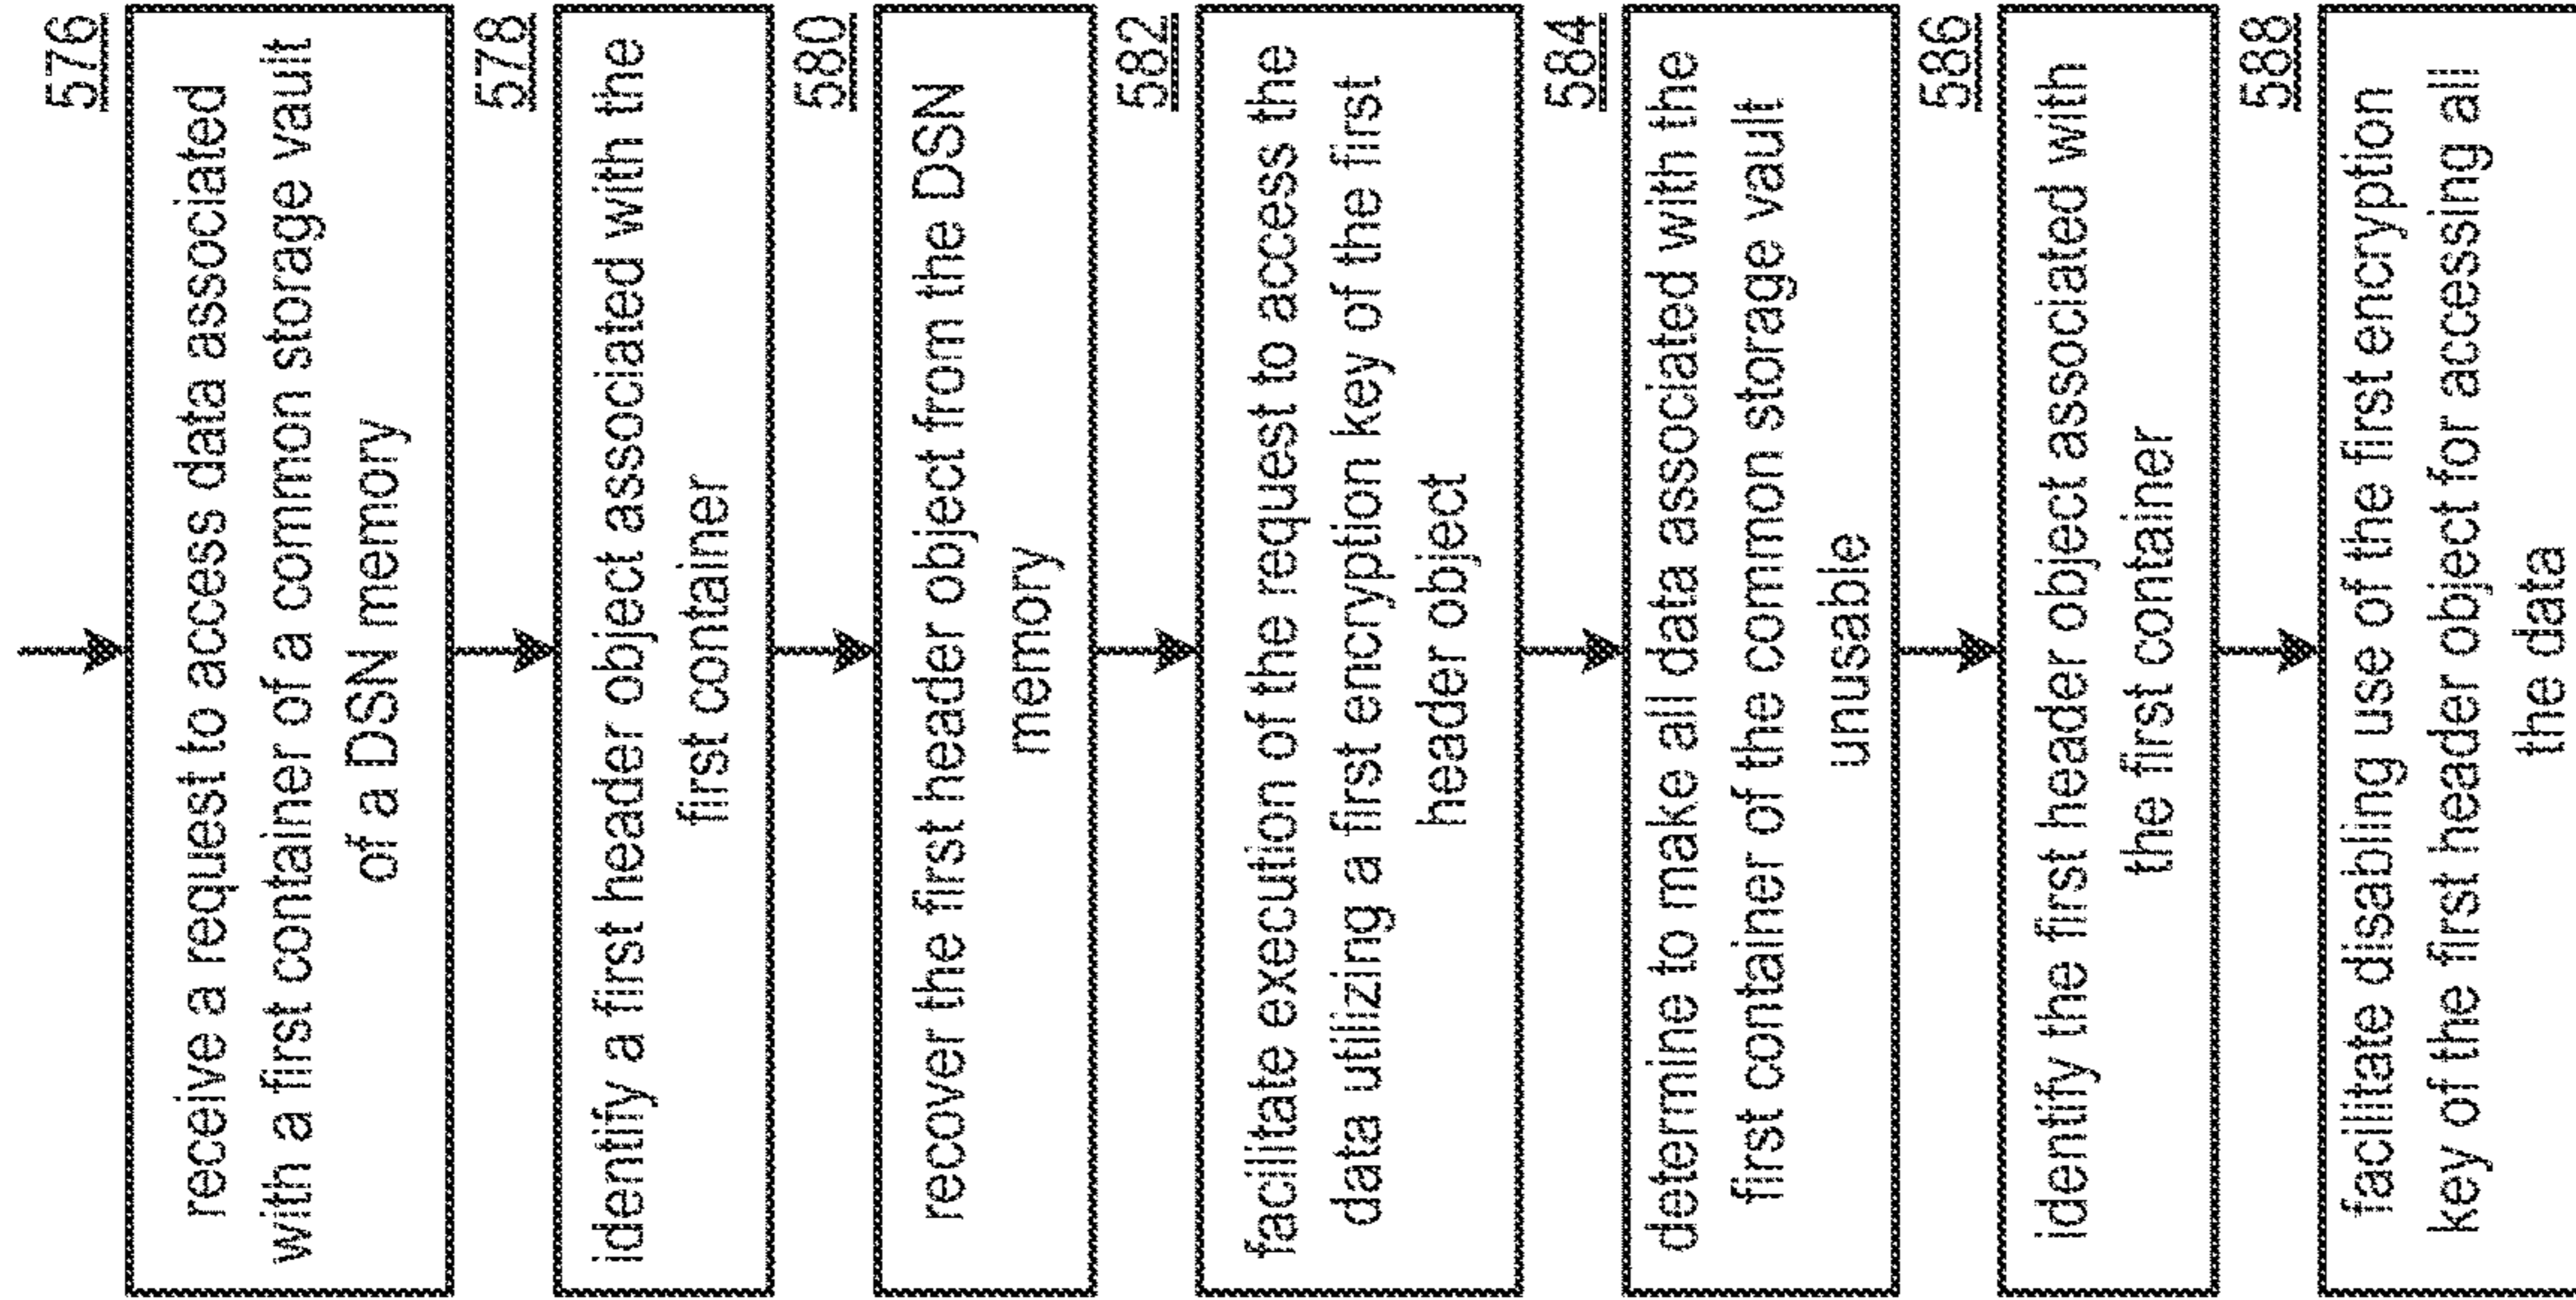 576
receive a request to access data associated
with a first container of a common storage vault
of a DSN memory
578
identify a first header object associated with the
first container
580
recover the first header object from the DSN
memory
582
facilitate execution of the request to access the
data utilizing a first encryption key of the first
header object
584
determine to make all data associated with the
first container of the common storage vault
unusable
586
identify the first header object associated with
the first container
588
facilitate disabling use of the first encryption
key of the first header object for accessing all
the data